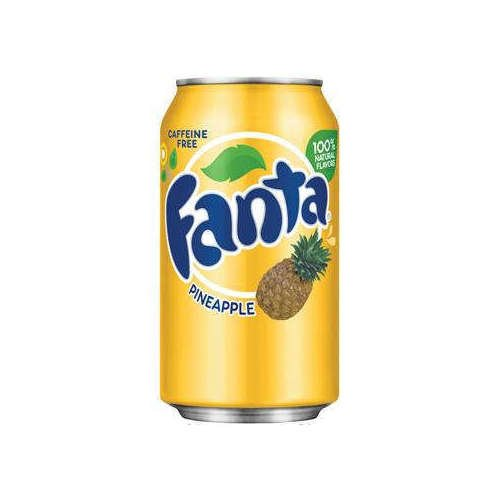 CAFFEINE
FREE
100%
NATURAL
FLAVORS
Fanta
PINEAPPLE